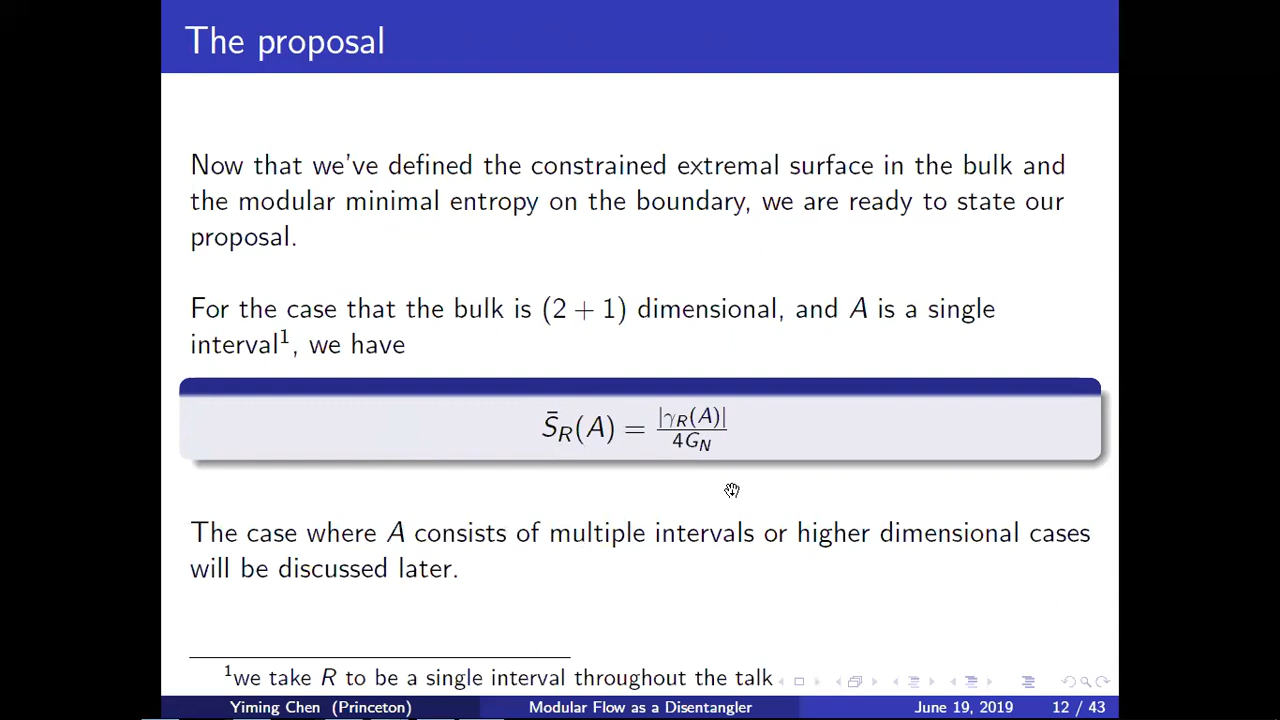 The proposal
Now that we've defined the constrained extremal surface in the bulk and
the modular minimal entropy on the boundary, we are ready to state our
proposal.
For the case that the bulk is (2 + 1) dimensional, and A is a single
interval¹, we have
S̄_R(A) = |γ_R(A)| / 4G_N
The case where A consists of multiple intervals or higher dimensional cases
will be discussed later.
¹we take R to be a single interval throughout the talk
Yiming Chen (Princeton) Modular Flow as a Disentangler June 19, 2019 12 / 43